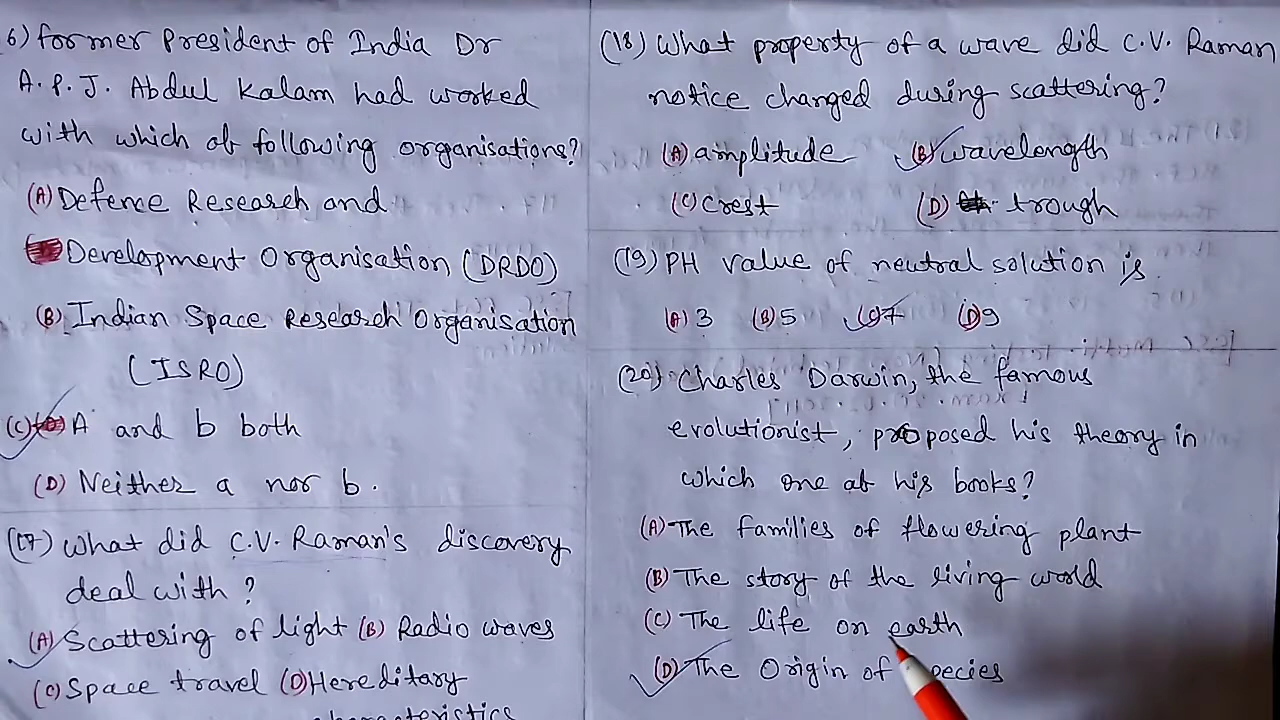 6) former President of India Dr
A.P.J. Abdul Kalam had worked
with which of following organisations?
(A) Defence Research and
Development Organisation (DRDO)
(B) Indian Space Research Organisation
(ISRO)
(C) A and b both
(D) Neither a nor b.
(17) What did C.V. Raman's discovery
deal with?
(A) Scattering of light (B) Radio waves
(C) Space travel (D) Hereditary
characteristics
(18) What property of a wave did C.V. Raman
notice changed during scattering?
(A) amplitude (B) wavelength
(C) Crest (D) trough
(19) PH value of neutral solution is
(A) 3 (B) 5 (C) 7 (D) 9
(20) Charles Darwin, the famous
evolutionist, proposed his theory in
which one of his books?
(A) The families of flowering plant
(B) The story of the living world
(C) The life on earth
(D) The Origin of pecies